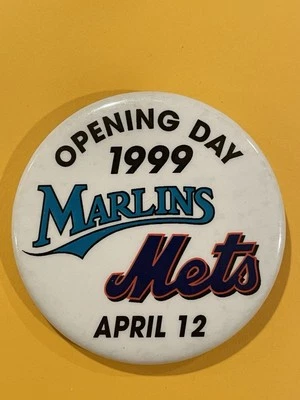 OPENING DAY
1999
MARLINS
Mets
APRIL 12